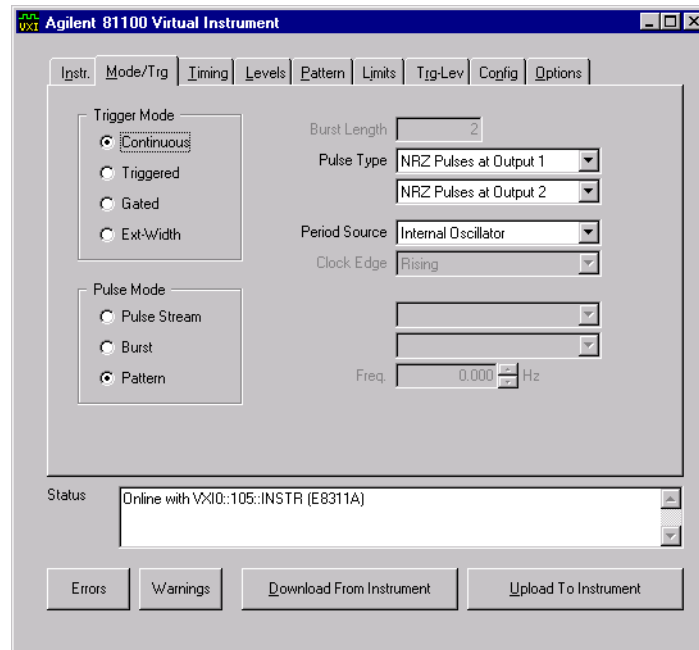 VXI Agilent 81100 Virtual Instrument
Instr. Mode/Trg Timing Levels Pattern Limits Trg-Lev Config Options
Trigger Mode
Continuous
Triggered
Gated
Ext-Width
Burst Length 2
Pulse Type NRZ Pulses at Output 1
NRZ Pulses at Output 2
Period Source Internal Oscillator
Clock Edge Rising
Pulse Mode
Pulse Stream
Burst
Pattern
Freq. 0.000 Hz
Status Online with VXI0::105::INSTR (E8311A)
Errors Warnings Download From Instrument Upload To Instrument